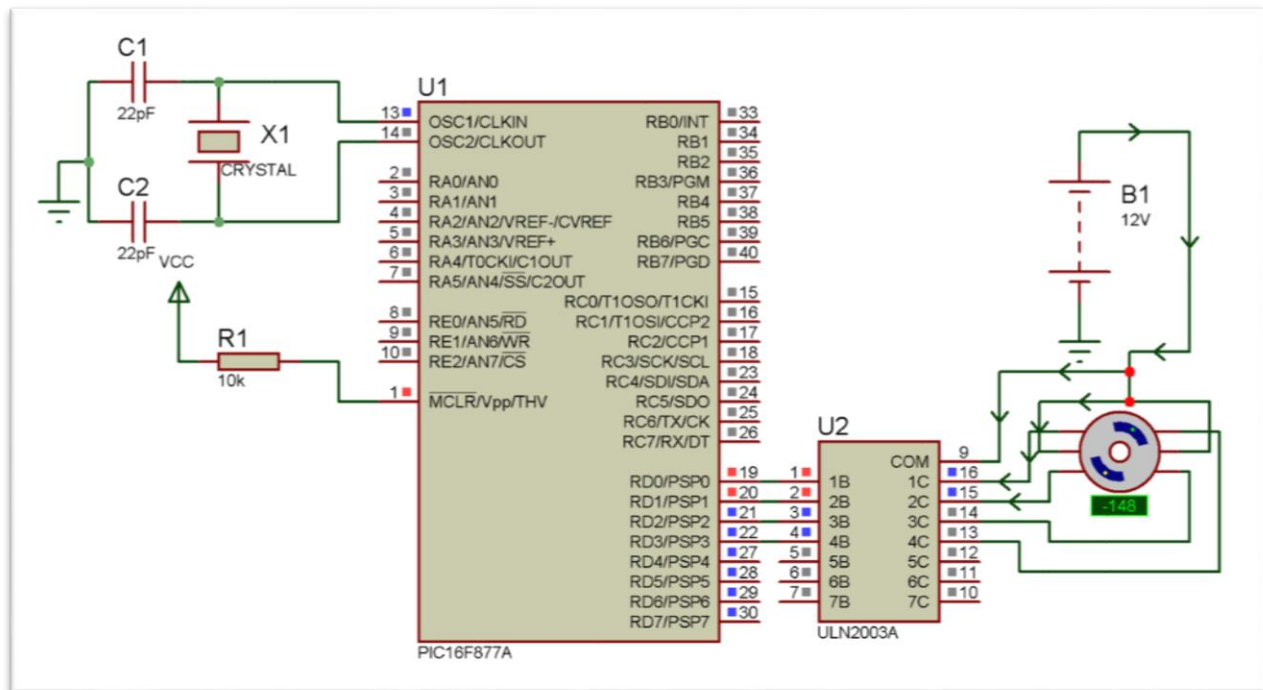 C1
22pF
X1
CRYSTAL
C2
22pF
VCC
R1
10k
U1
13 OSC1/CLKIN
14 OSC2/CLKOUT
2 RA0/AN0
3 RA1/AN1
4 RA2/AN2/VREF-/CVREF
5 RA3/AN3/VREF+
6 RA4/T0CKI/C1OUT
7 RA5/AN4/SS/C2OUT
8 RE0/AN5/RD
9 RE1/AN6/WR
10 RE2/AN7/CS
1 MCLR/Vpp/THV
RB0/INT 33
RB1 34
RB2 35
RB3/PGM 36
RB4 37
RB5 38
RB6/PGC 39
RB7/PGD 40
RC0/T1OSO/T1CKI 15
RC1/T1OSI/CCP2 16
RC2/CCP1 17
RC3/SCK/SCL 18
RC4/SDI/SDA 23
RC5/SDO 24
RC6/TX/CK 25
RC7/RX/DT 26
RD0/PSP0 19
RD1/PSP1 20
RD2/PSP2 21
RD3/PSP3 22
RD4/PSP4 27
RD5/PSP5 28
RD6/PSP6 29
RD7/PSP7 30
PIC16F877A
U2
COM 9
1 1B 1C 16
2 2B 2C 15
3 3B 3C 14
4 4B 4C 13
5 5B 5C 12
6 6B 6C 11
7 7B 7C 10
ULN2003A
B1
12V
-148